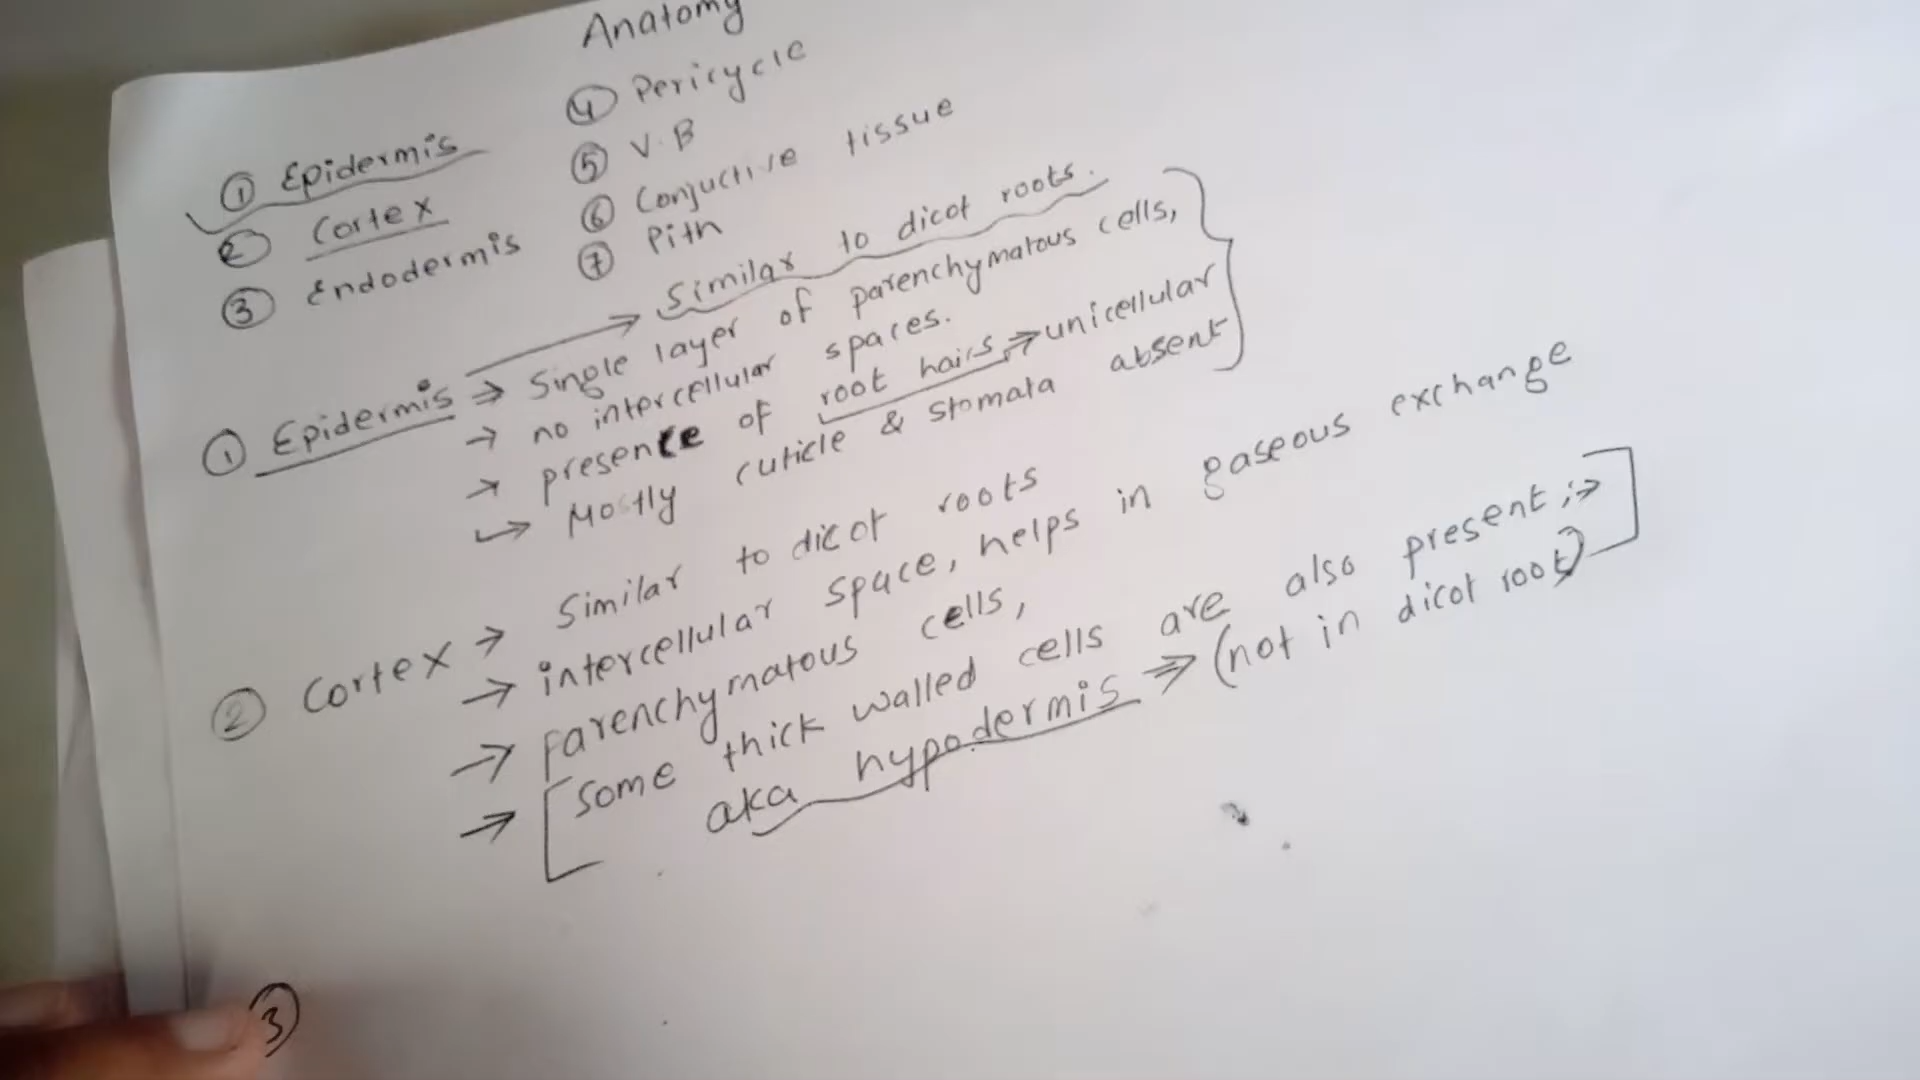 Anatomy
① Epidermis
② Cortex
③ Endodermis
④ Pericycle
⑤ V.B
⑥ Conjuctive tissue
⑦ Pith
① Epidermis → Similar to dicot roots.
→ Single layer of parenchymatous cells,
→ no intercellular spaces.
→ presence of root hairs → unicellular
→ Mostly cuticle & stomata absent
② Cortex → Similar to dicot roots
→ intercellular space, helps in gaseous exchange
→ parenchymatous cells,
→ [some thick walled cells are also present ;→
aka hypodermis → (not in dicot root)]
③